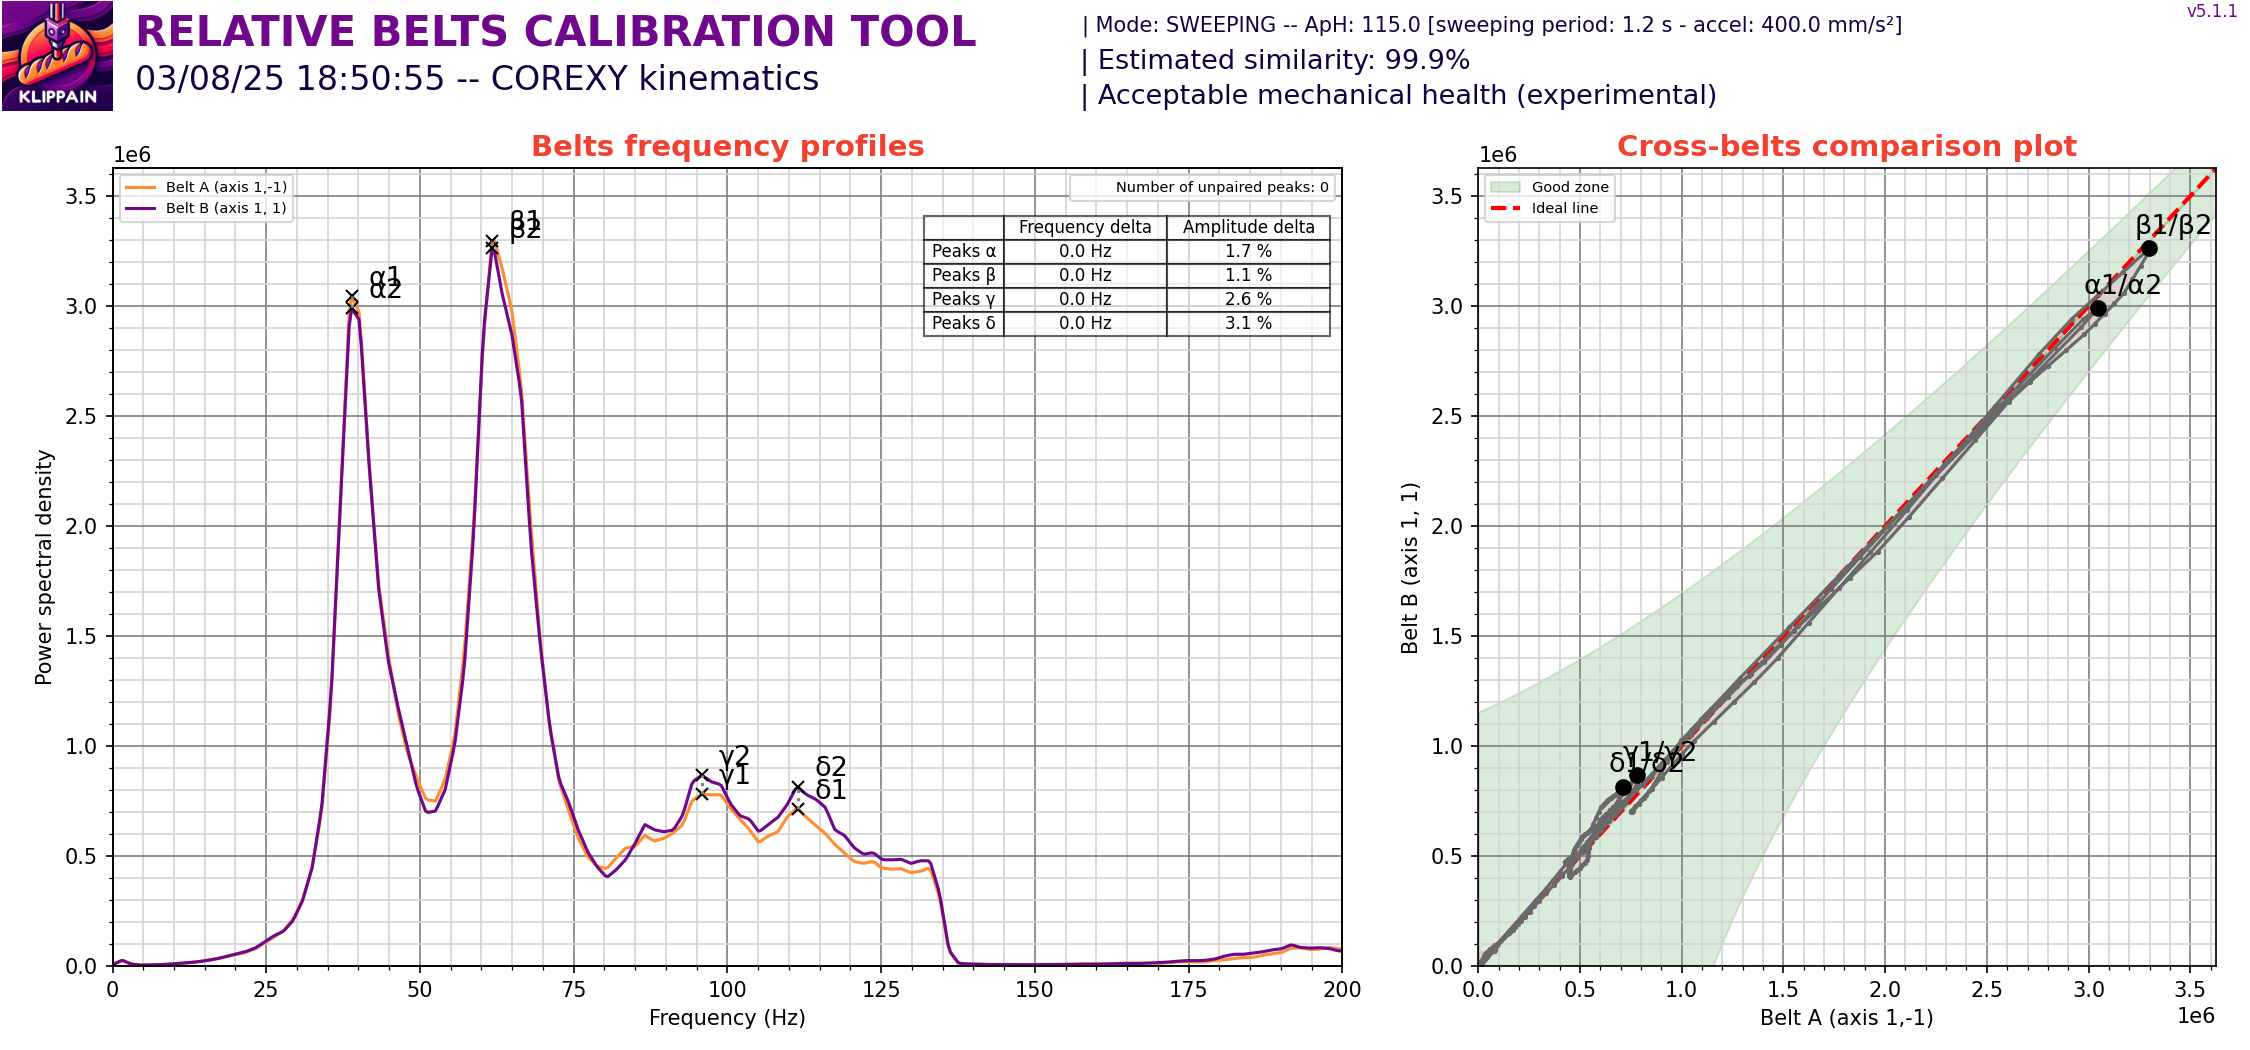 KLIPPAIN
RELATIVE BELTS CALIBRATION TOOL
03/08/25 18:50:55 -- COREXY kinematics
| Mode: SWEEPING -- ApH: 115.0 [sweeping period: 1.2 s - accel: 400.0 mm/s²]
| Estimated similarity: 99.9%
| Acceptable mechanical health (experimental)
v5.1.1
Belts frequency profiles
1e6
Belt A (axis 1,-1)
Belt B (axis 1, 1)
Number of unpaired peaks: 0
Frequency delta Amplitude delta
Peaks α 0.0 Hz 1.7 %
Peaks β 0.0 Hz 1.1 %
Peaks γ 0.0 Hz 2.6 %
Peaks δ 0.0 Hz 3.1 %
α1
α2
β1
β2
γ2
γ1
δ2
δ1
3.5
3.0
2.5
2.0
1.5
1.0
0.5
0.0
Power spectral density
0 25 50 75 100 125 150 175 200
Frequency (Hz)
Cross-belts comparison plot
1e6
Good zone
Ideal line
β1/β2
α1/α2
γ1/γ2
δ1/δ2
3.5
3.0
2.5
2.0
1.5
1.0
0.5
0.0
Belt B (axis 1, 1)
0.0 0.5 1.0 1.5 2.0 2.5 3.0 3.5
Belt A (axis 1,-1)
1e6